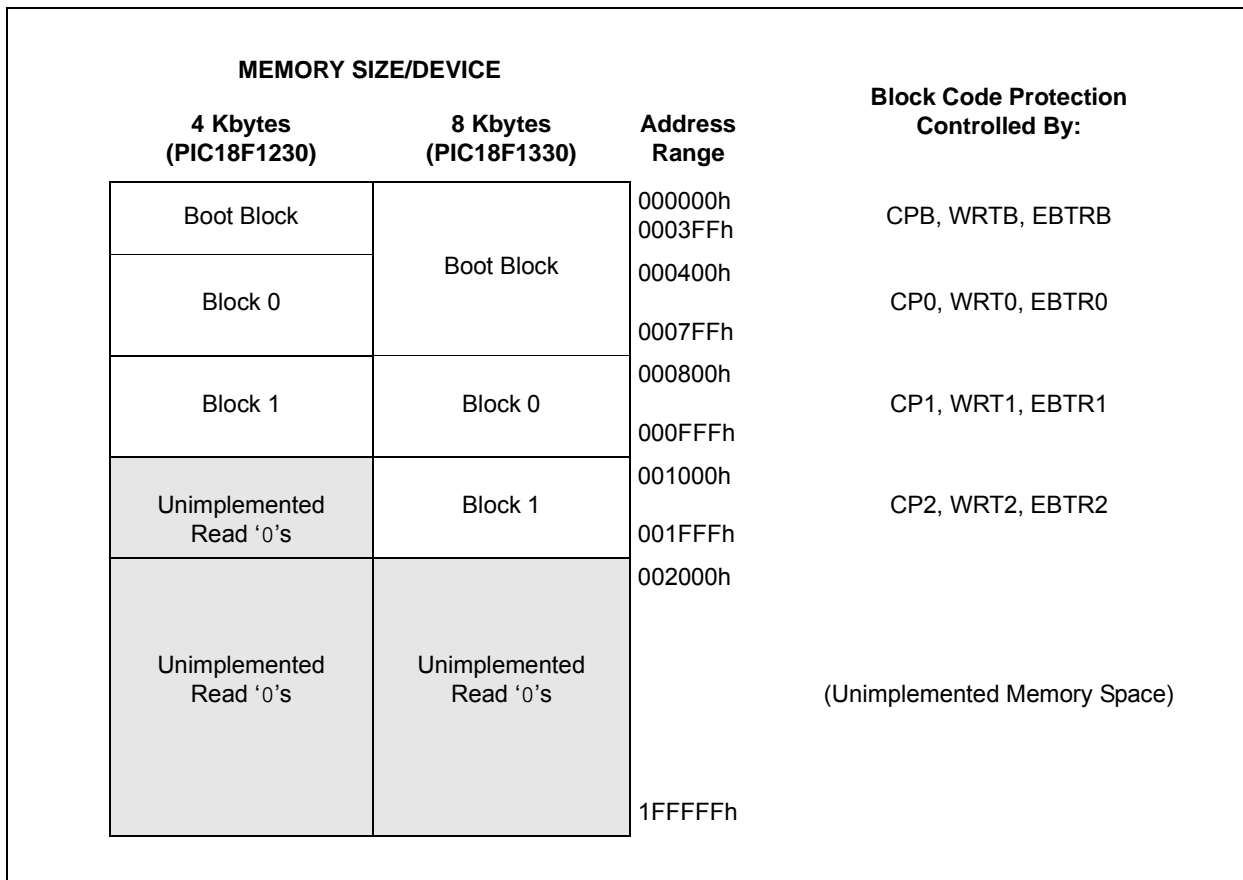 MEMORY SIZE/DEVICE
Block Code Protection
Controlled By:
4 Kbytes
(PIC18F1230)
8 Kbytes
(PIC18F1330)
Address
Range
Boot Block
Boot Block
000000h
0003FFh
CPB, WRTB, EBTRB
Block 0
000400h
0007FFh
CP0, WRT0, EBTR0
Block 1
Block 0
000800h
000FFFh
CP1, WRT1, EBTR1
Unimplemented
Read ‘0’s
Block 1
001000h
001FFFh
CP2, WRT2, EBTR2
Unimplemented
Read ‘0’s
Unimplemented
Read ‘0’s
002000h
1FFFFFh
(Unimplemented Memory Space)